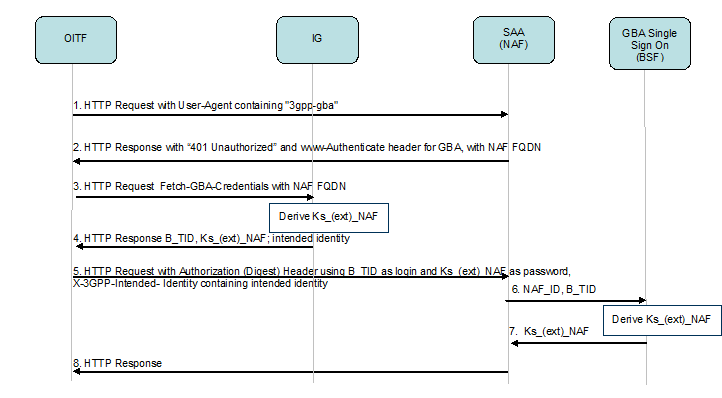 OITF
IG
SAA
(NAF)
GBA Single
Sign On
(BSF)
1. HTTP Request with User-Agent containing "3gpp-gba"
2. HTTP Response with “401 Unauthorized” and www-Authenticate header for GBA, with NAF FQDN
3. HTTP Request Fetch-GBA-Credentials with NAF FQDN
Derive Ks_(ext)_NAF
4. HTTP Response B_TID, Ks_(ext)_NAF; intended identity
5. HTTP Request with Authorization (Digest) Header using B_TID as login and Ks_(ext)_NAF as password,
X-3GPP-Intended- Identity containing intended identity
6. NAF_ID, B_TID
Derive Ks_(ext)_NAF
7. Ks_(ext)_NAF
8. HTTP Response